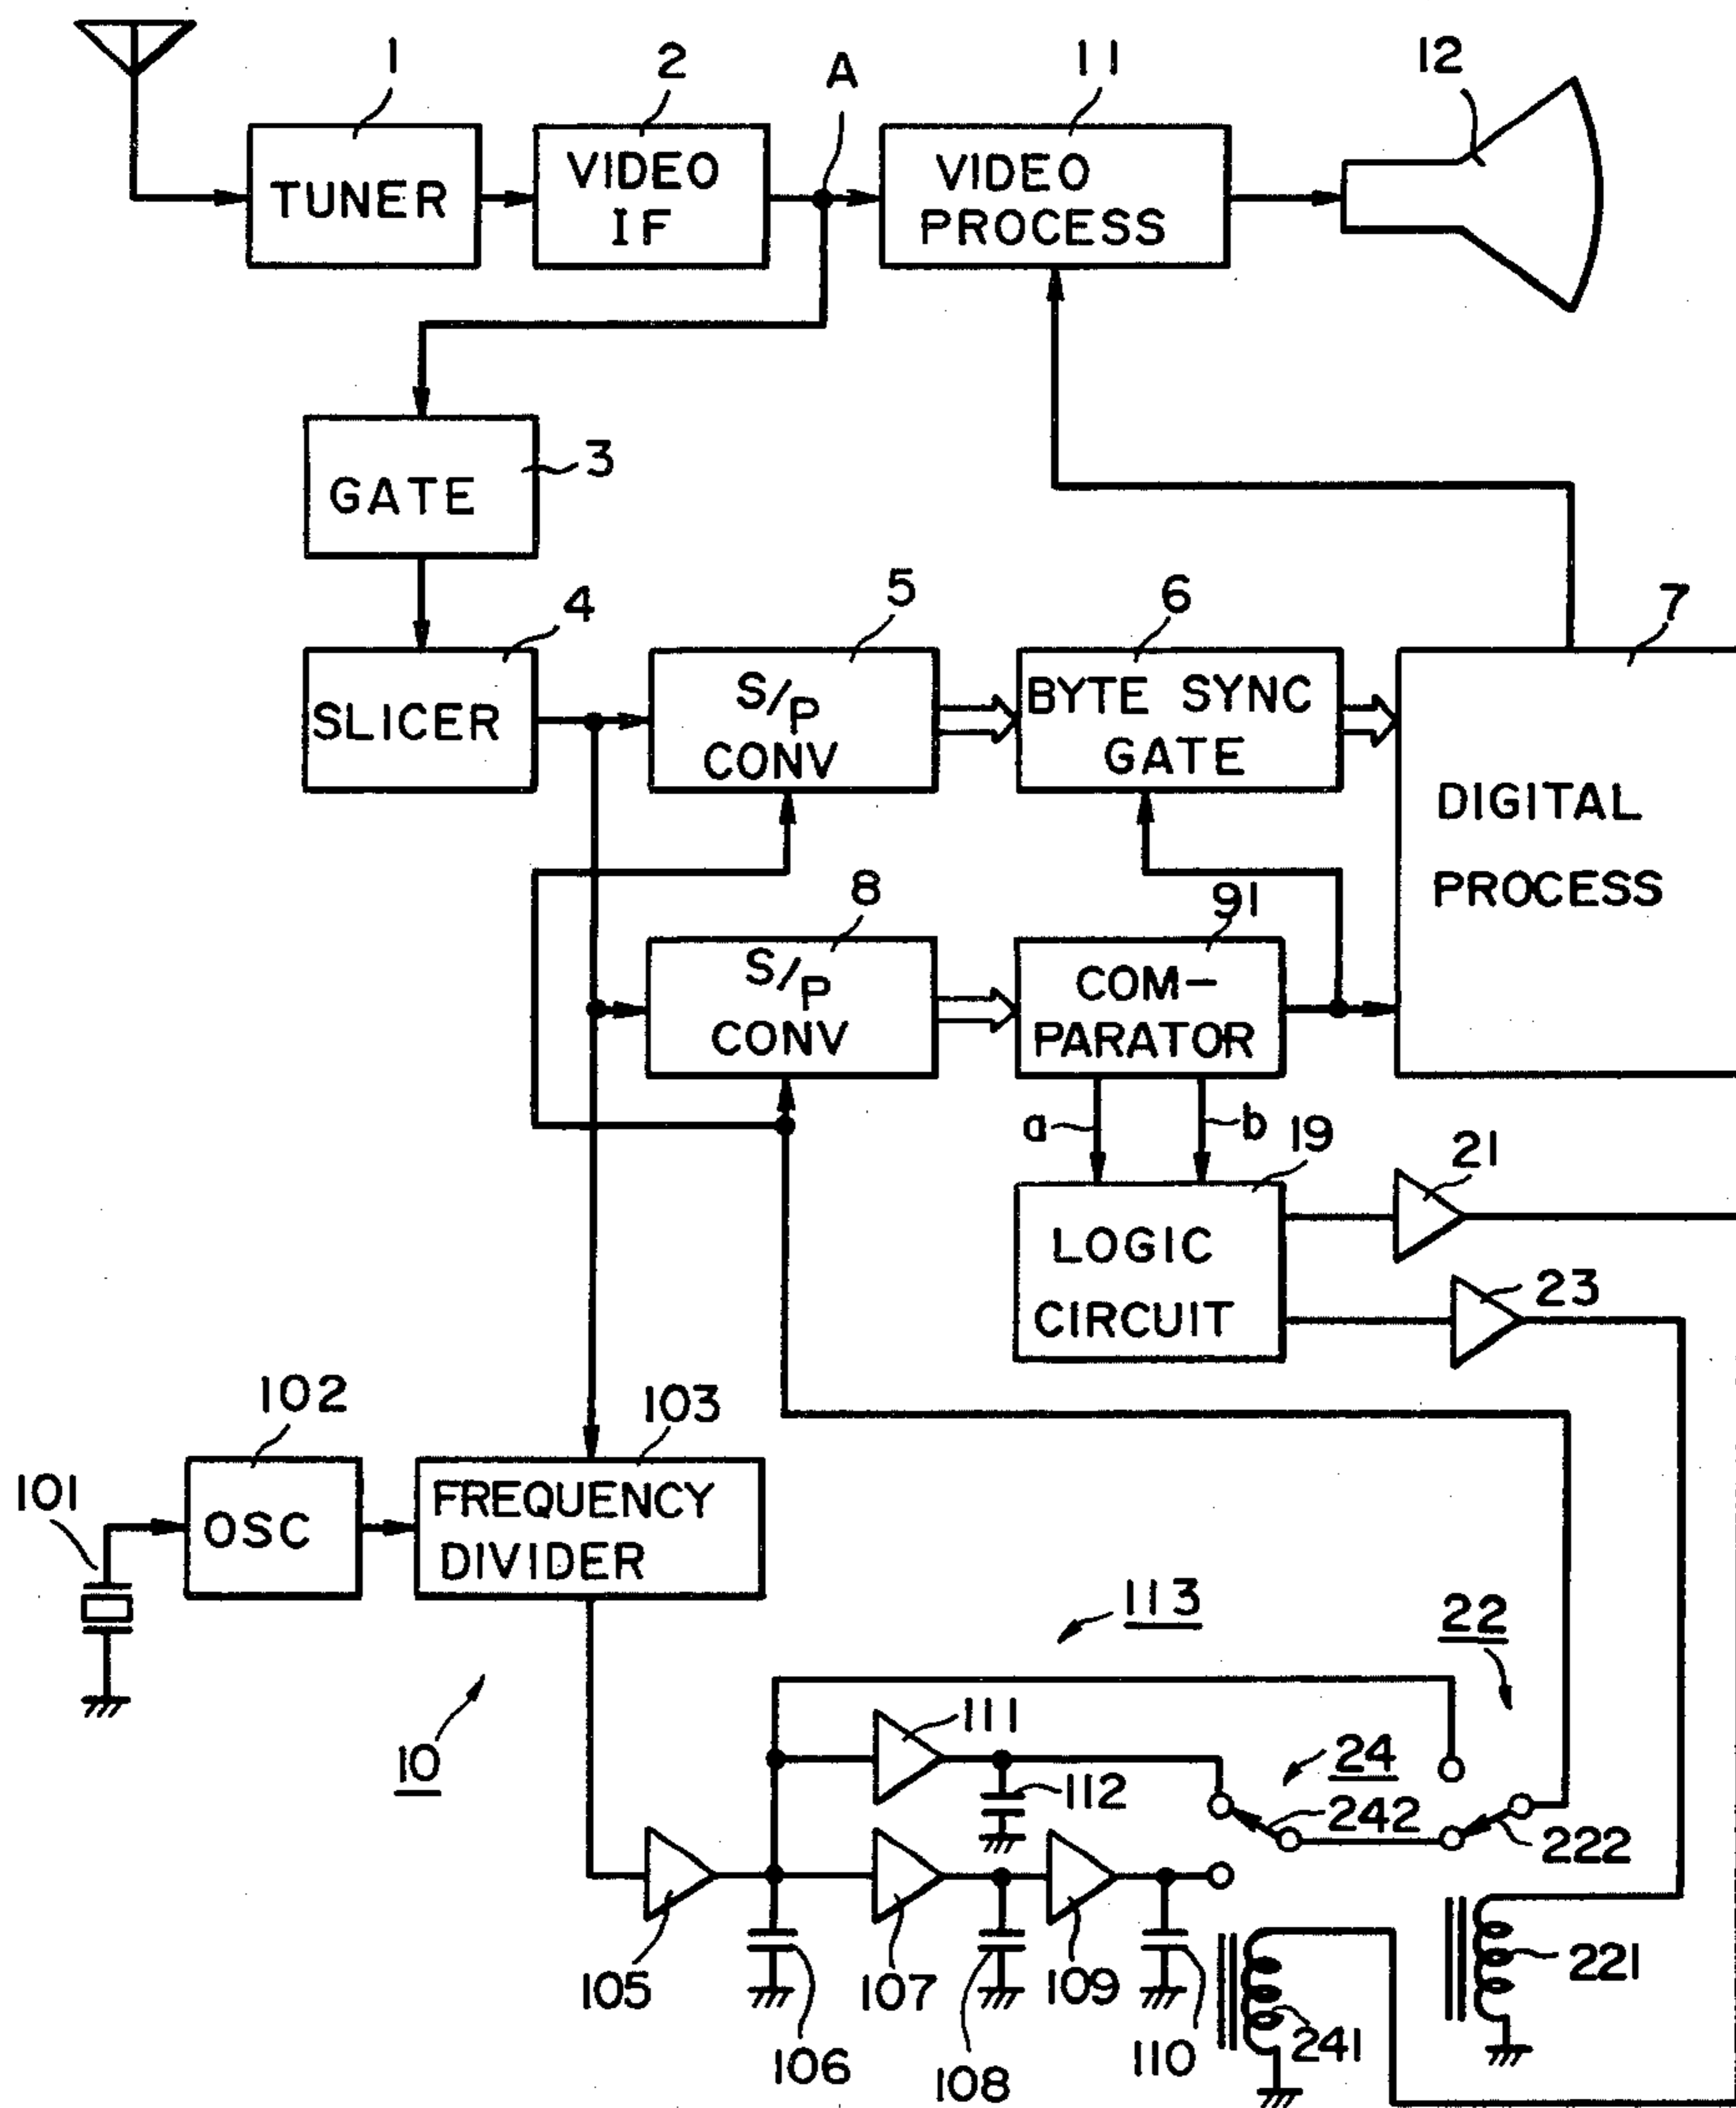 1
2
A
11
12
TUNER
VIDEO
IF
VIDEO
PROCESS
3
GATE
4
5
6
7
SLICER
S/P
CONV
BYTE SYNC
GATE
DIGITAL
PROCESS
8
91
S/P
CONV
COM-
PARATOR
a
b
19
21
LOGIC
CIRCUIT
23
102
103
101
OSC
FREQUENCY
DIVIDER
113
22
10
111
24
112
242
222
105
107
109
221
106
108
110
241